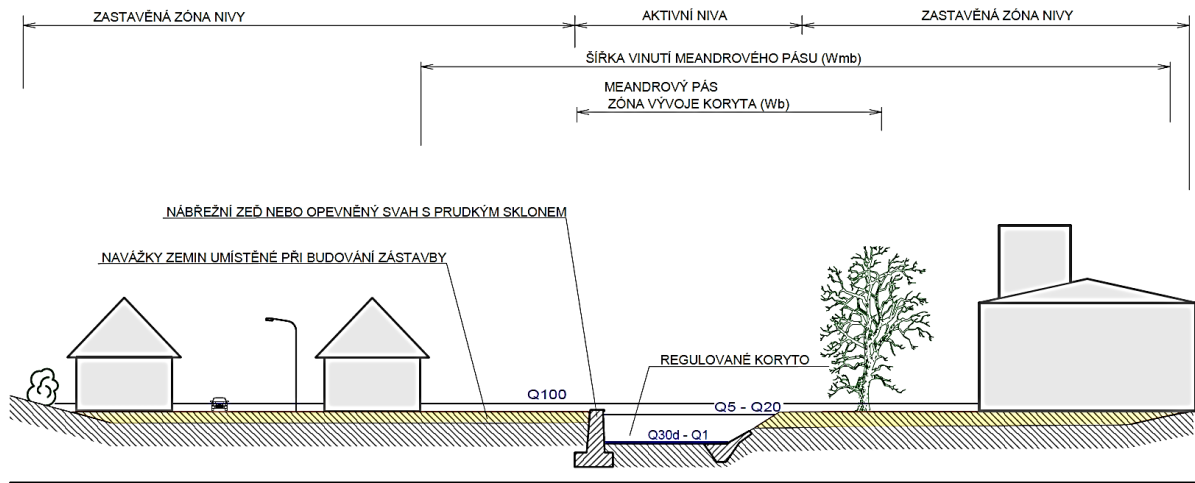 ZASTAVĚNÁ ZÓNA NIVY
AKTIVNÍ NIVA
ZASTAVĚNÁ ZÓNA NIVY
ŠÍŘKA VINUTÍ MEANDROVÉHO PÁSU (Wmb)
MEANDROVÝ PÁS
ZÓNA VÝVOJE KORYTA (Wb)
NÁBŘEŽNÍ ZEĎ NEBO OPEVNĚNÝ SVAH S PRUDKÝM SKLONEM
NAVÁŽKY ZEMIN UMÍSTĚNÉ PŘI BUDOVÁNÍ ZÁSTAVBY
REGULOVANÉ KORYTO
Q100
Q5 - Q20
Q30d - Q1